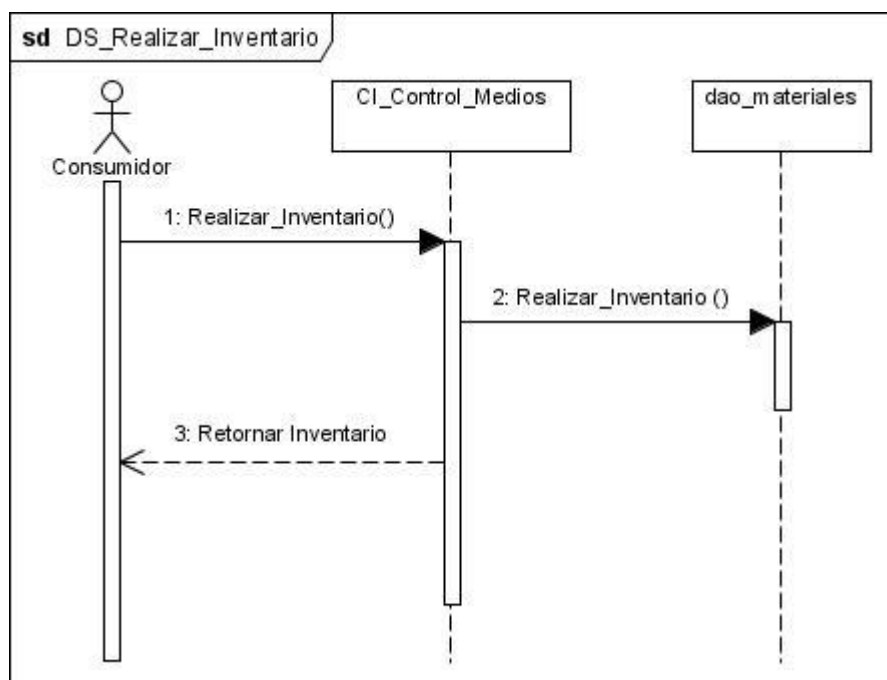 sd DS_Realizar_Inventario
Consumidor
CI_Control_Medios
dao_materiales
1: Realizar_Inventario()
2: Realizar_Inventario ()
3: Retornar Inventario